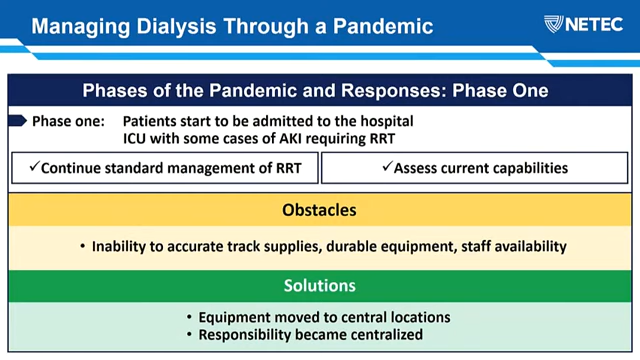 Managing Dialysis Through a Pandemic
NETEC
Phases of the Pandemic and Responses: Phase One
Phase one: Patients start to be admitted to the hospital
ICU with some cases of AKI requiring RRT
✓Continue standard management of RRT
✓Assess current capabilities
Obstacles
• Inability to accurate track supplies, durable equipment, staff availability
Solutions
• Equipment moved to central locations
• Responsibility became centralized